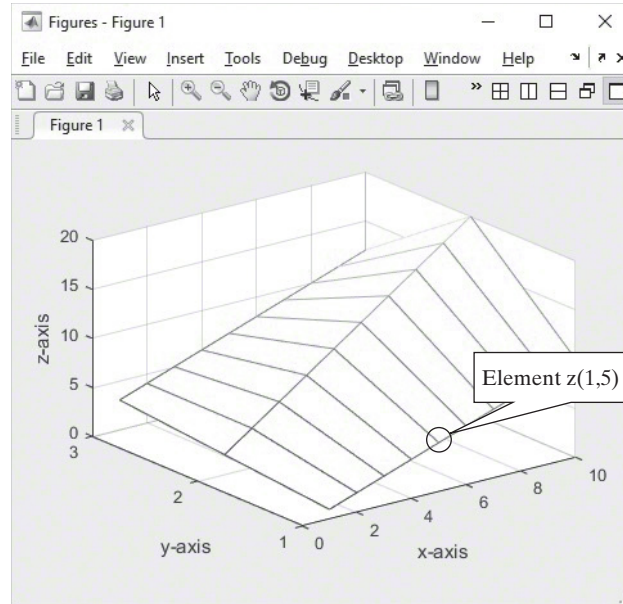 Figures - Figure 1
File Edit View Insert Tools Debug Desktop Window Help
Figure 1
20
15
10
5
0
z-axis
3
2
1
y-axis
0
2
4
6
8
10
x-axis
Element z(1,5)